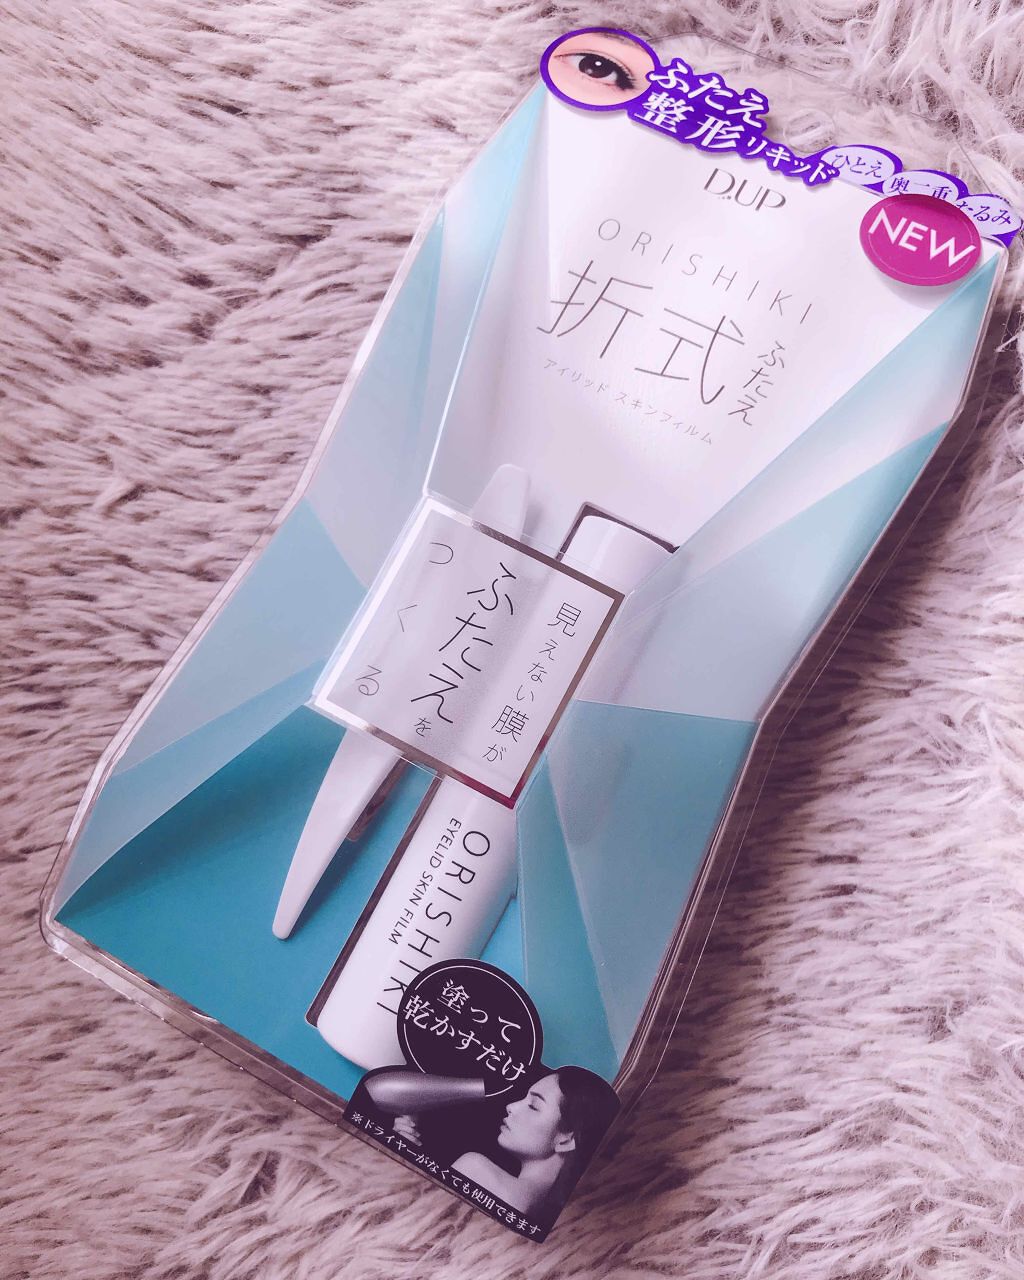 ふたえ
整形リキッド
ひとえ
奥二重
たるみ
D.UP
NEW
ORISHIKI
折式
ふたえ
アイリッド スキンフィルム
見えない膜が
ふたえを
つくる
ORISHIKI
EYELID SKIN FILM
塗って
乾かすだけ
※ドライヤーがなくても使用できます